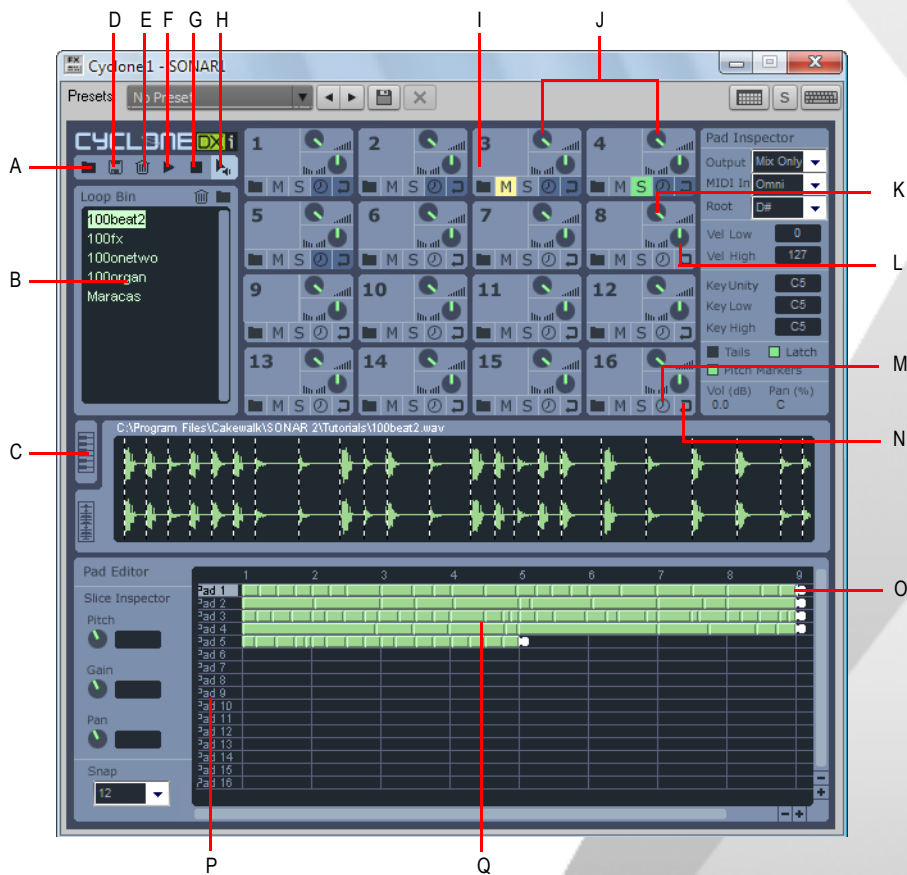 D E F G H I J
Cyclone1 - SONAR1
Presets: No Preset S
CYCLONE DXi
A
Loop Bin
100beat2
100fx
100onetwo
100organ
Maracas
B
1 2 3 4
M S M S M S M S
5 6 7 8
M S M S M S M S
9 10 11 12
M S M S M S M S
13 14 15 16
M S M S M S M S
Pad Inspector
Output Mix Only
MIDI In Omni
Root D#
Vel Low 0
Vel High 127
Key Unity C5
Key Low C5
Key High C5
Tails Latch
Pitch Markers
Vol (dB) Pan (%)
0.0 C
K
L
M
N
C
C:\Program Files\Cakewalk\SONAR 2\Tutorials\100beat2.wav
Pad Editor
Slice Inspector
Pitch
Gain
Pan
Snap
12
1 2 3 4 5 6 7 8 9
Pad 1
Pad 2
Pad 3
Pad 4
Pad 5
Pad 6
Pad 7
Pad 8
Pad 9
Pad 10
Pad 11
Pad 12
Pad 13
Pad 14
Pad 15
Pad 16
O
P Q